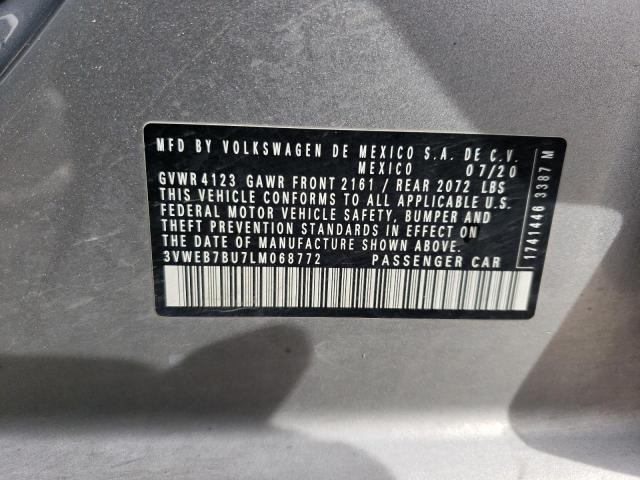 MFD BY VOLKSWAGEN DE MEXICO S.A. DE C.V.
MEXICO 07/20
GVWR 4123 GAWR FRONT 2161 / REAR 2072 LBS
THIS VEHICLE CONFORMS TO ALL APPLICABLE U.S.
FEDERAL MOTOR VEHICLE SAFETY, BUMPER AND
THEFT PREVENTION STANDARDS IN EFFECT ON
THE DATE OF MANUFACTURE SHOWN ABOVE.
3VWEB7BU7LM068772 PASSENGER CAR
1741446 3387 M